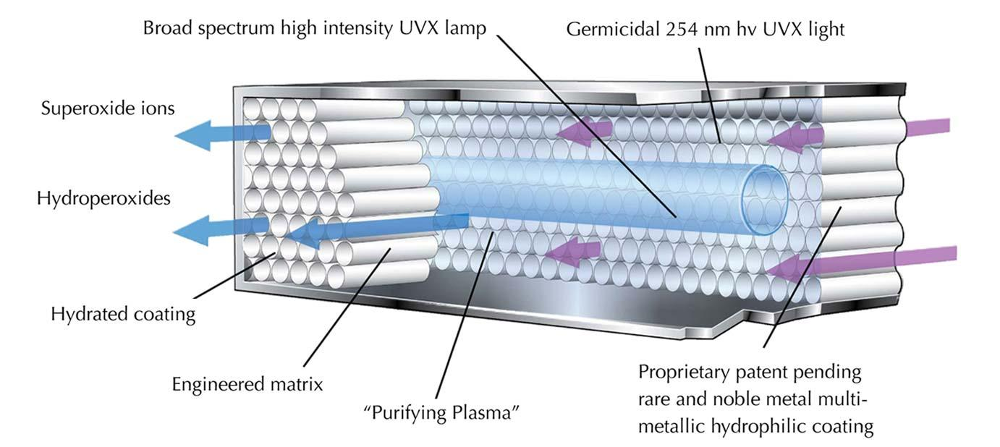 Broad spectrum high intensity UVX lamp
Germicidal 254 nm hv UVX light
Superoxide ions
Hydroperoxides
Hydrated coating
Engineered matrix
“Purifying Plasma”
Proprietary patent pending
rare and noble metal multi-
metallic hydrophilic coating